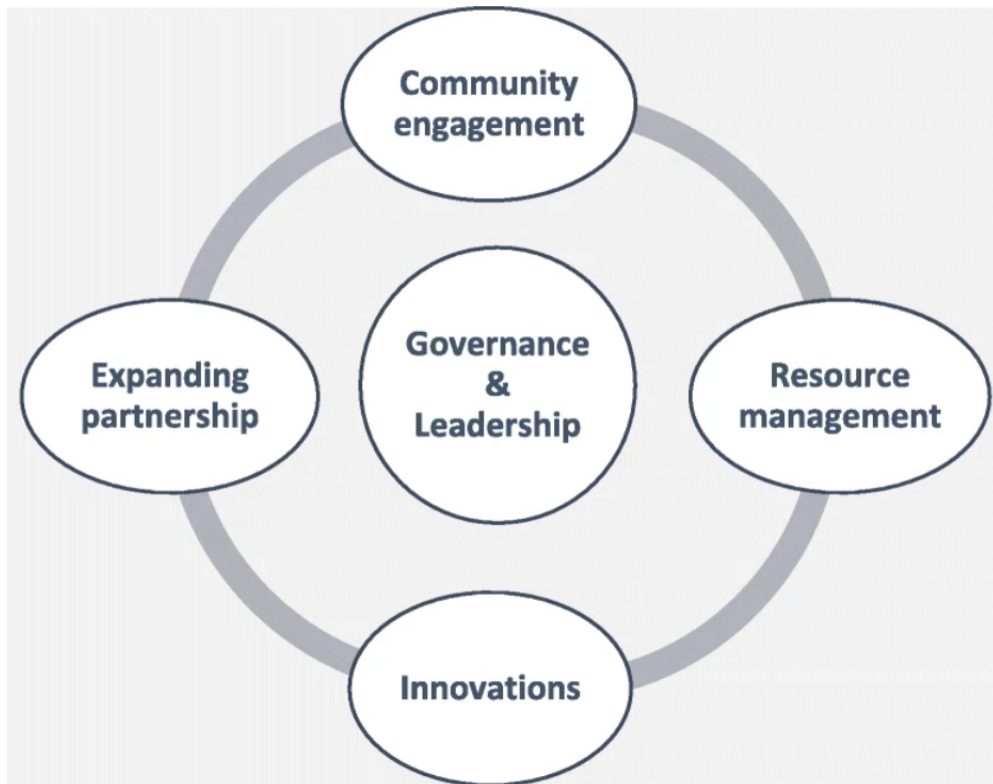 Community
engagement
Governance
&
Leadership
Expanding
partnership
Resource
management
Innovations